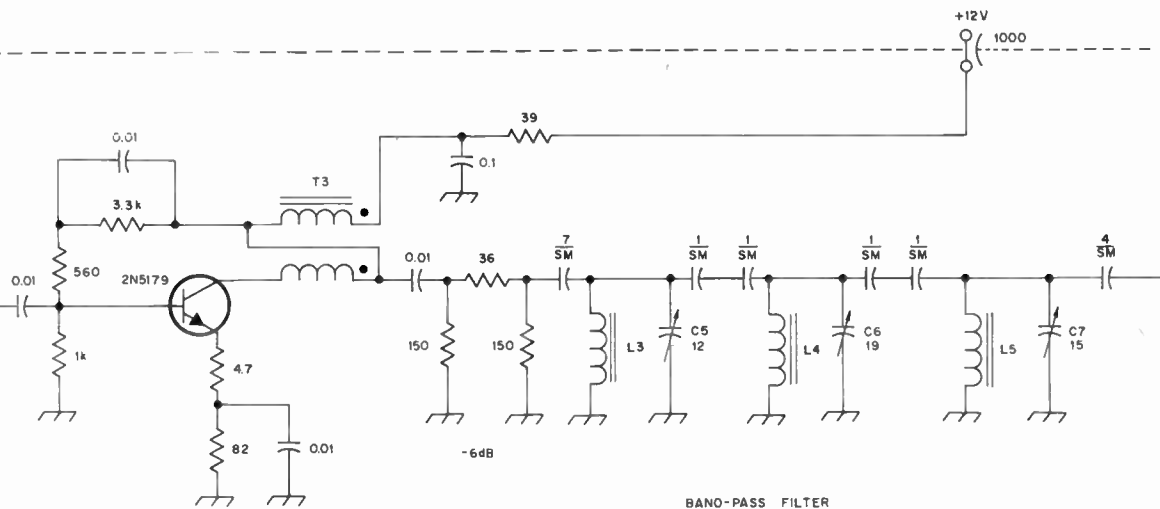 +12V
1000
39
0.01
0.1
T3
3.3k
7
SM
1
SM
1
SM
1
SM
1
SM
4
SM
0.01
36
560
2N5179
0.01
1k
4.7
150
150
L3
C5
12
L4
C6
19
L5
C7
15
82
0.01
-6dB
BAND-PASS FILTER